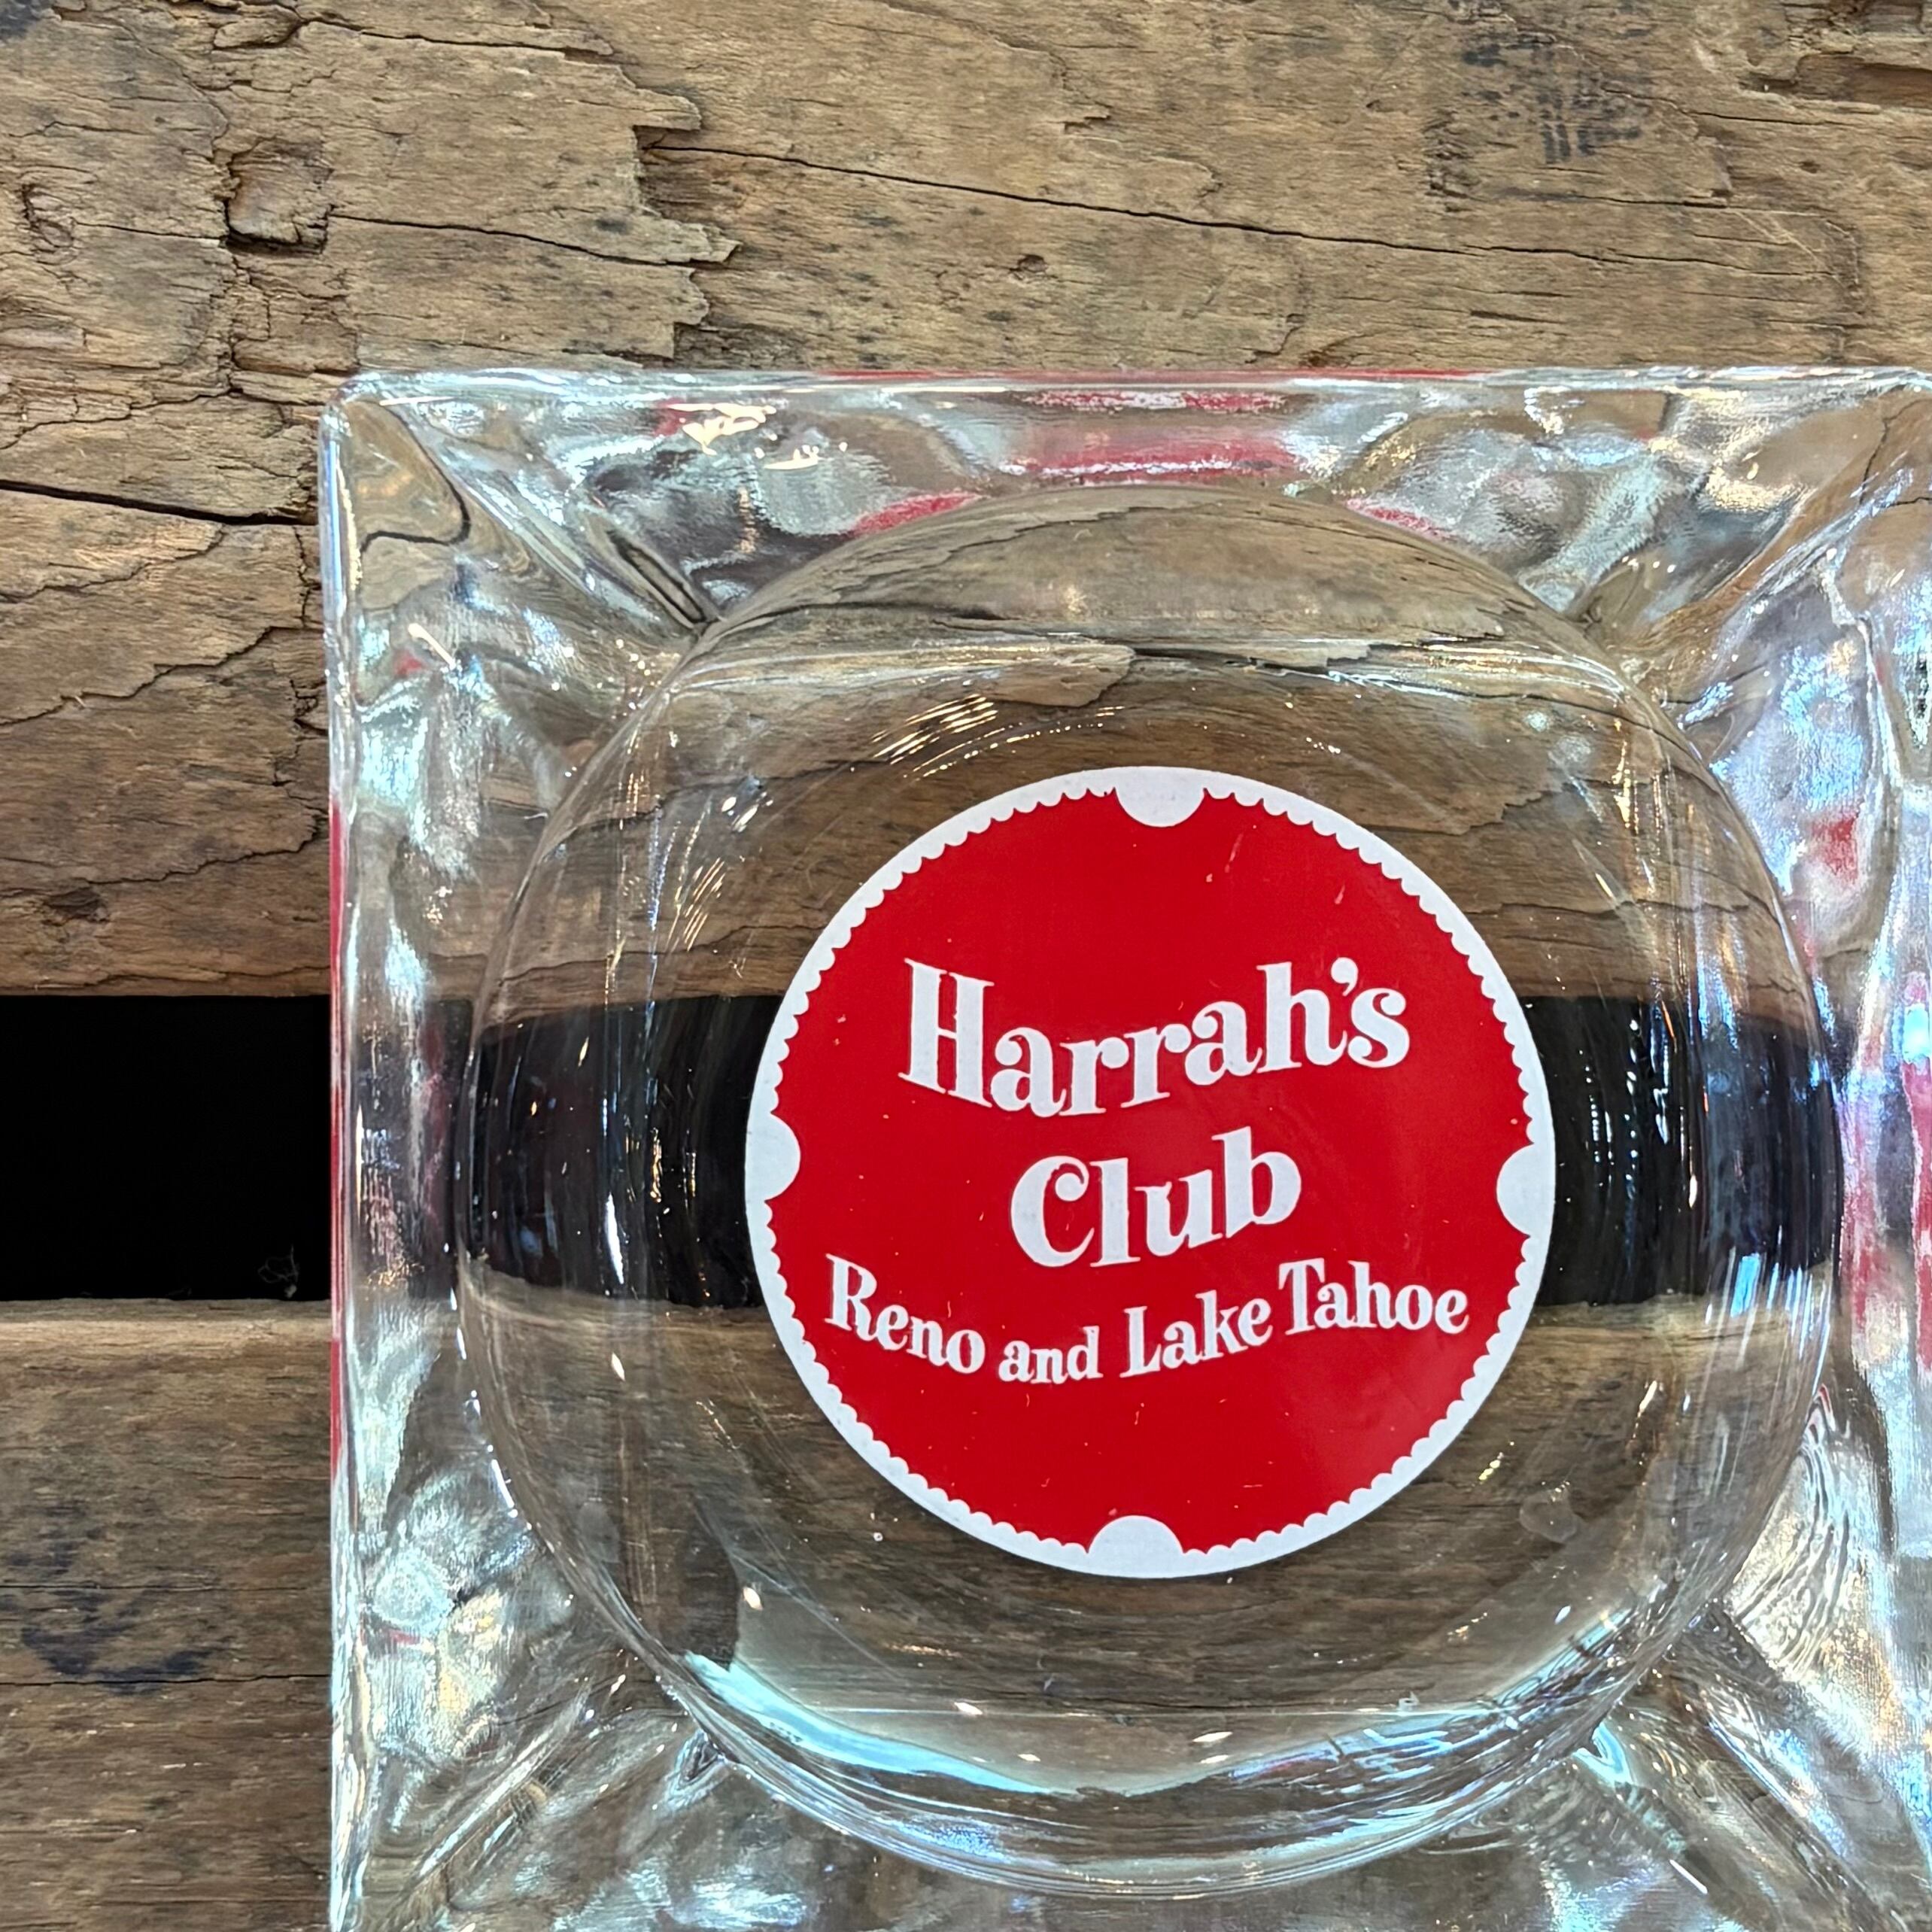 Harrah's
Club
Reno and Lake Tahoe